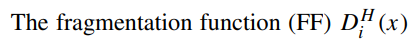 The fragmentation function (FF) $D_i^H(x)$